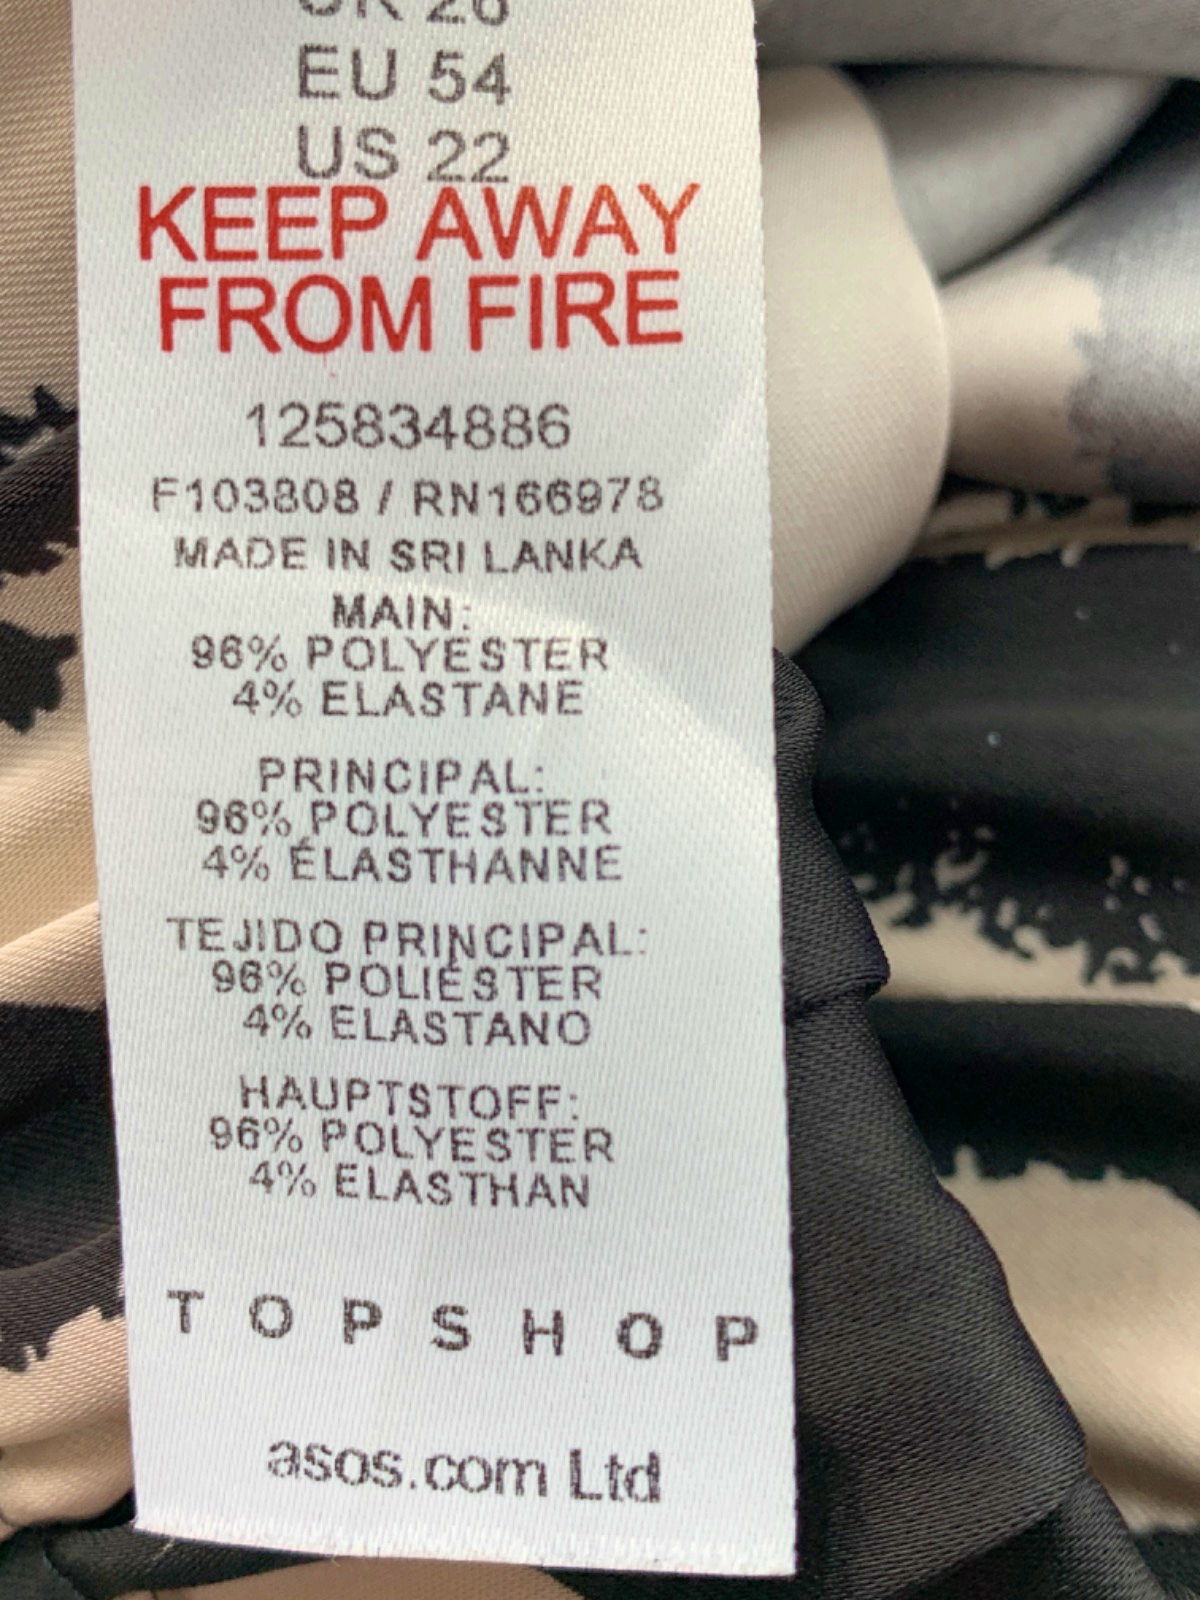 UK 26
EU 54
US 22
KEEP AWAY
FROM FIRE
125834886
F103808 / RN166978
MADE IN SRI LANKA
MAIN:
96% POLYESTER
4% ELASTANE
PRINCIPAL:
96% POLYESTER
4% ÉLASTHANNE
TEJIDO PRINCIPAL:
96% POLIÉSTER
4% ELASTANO
HAUPTSTOFF:
96% POLYESTER
4% ELASTHAN
TOPSHOP
asos.com Ltd